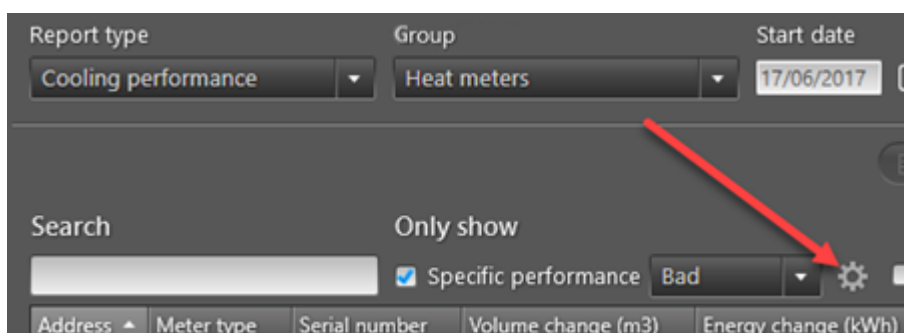 Report type Group Start date
Cooling performance Heat meters 17/06/2017
Search Only show
Specific performance Bad
Address Meter type Serial number Volume change (m3) Energy change (kWh)